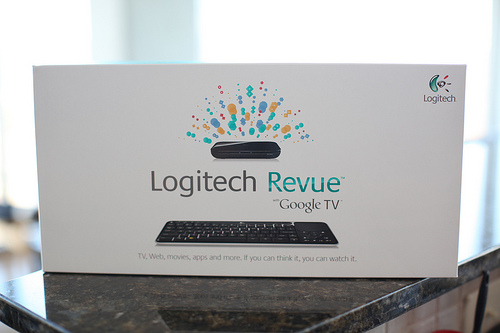 Logitech
Logitech Revue™
with Google TV
TV, Web, movies, apps and more. If you can think it, you can watch it.